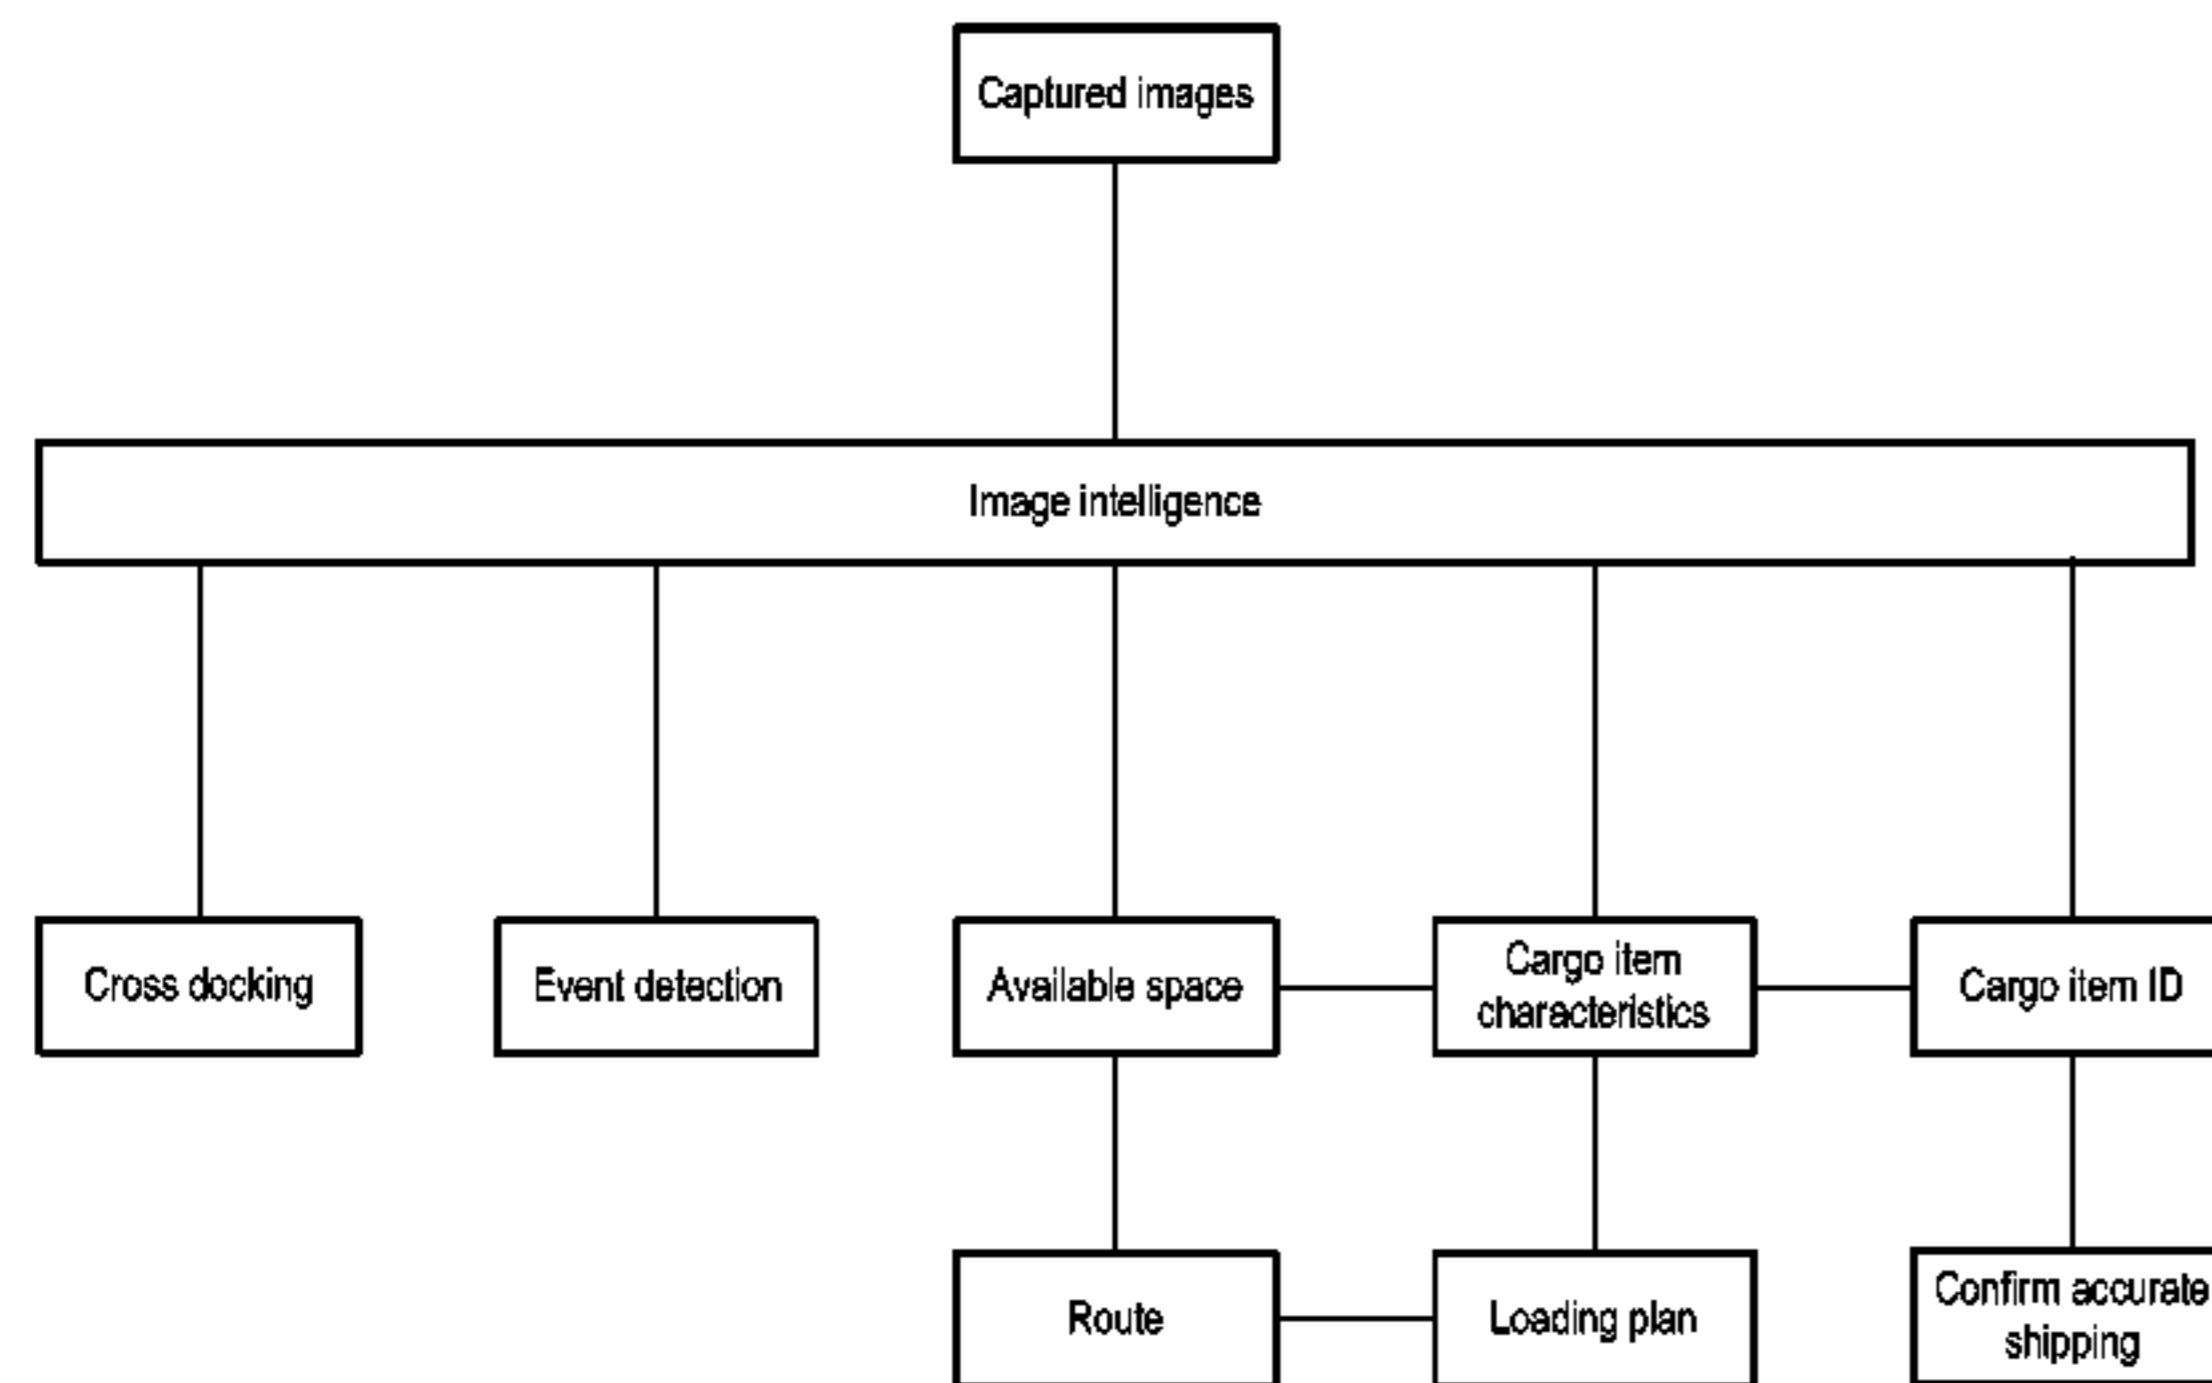 Captured images
Image intelligence
Cross docking
Event detection
Available space
Cargo item
characteristics
Cargo item ID
Route
Loading plan
Confirm accurate
shipping